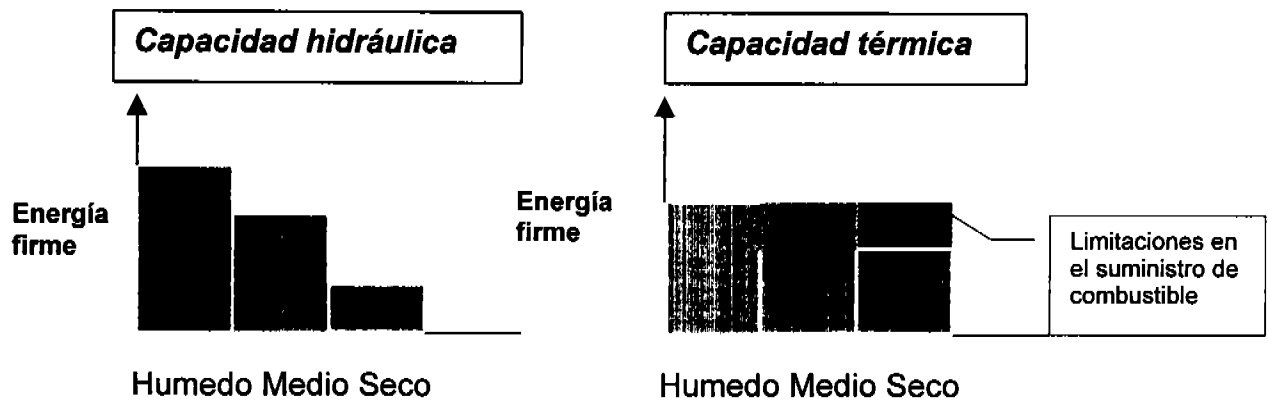 Capacidad hidráulica
Energía
firme
Humedo Medio Seco
Capacidad térmica
Energía
firme
Limitaciones en
el suministro de
combustible
Humedo Medio Seco